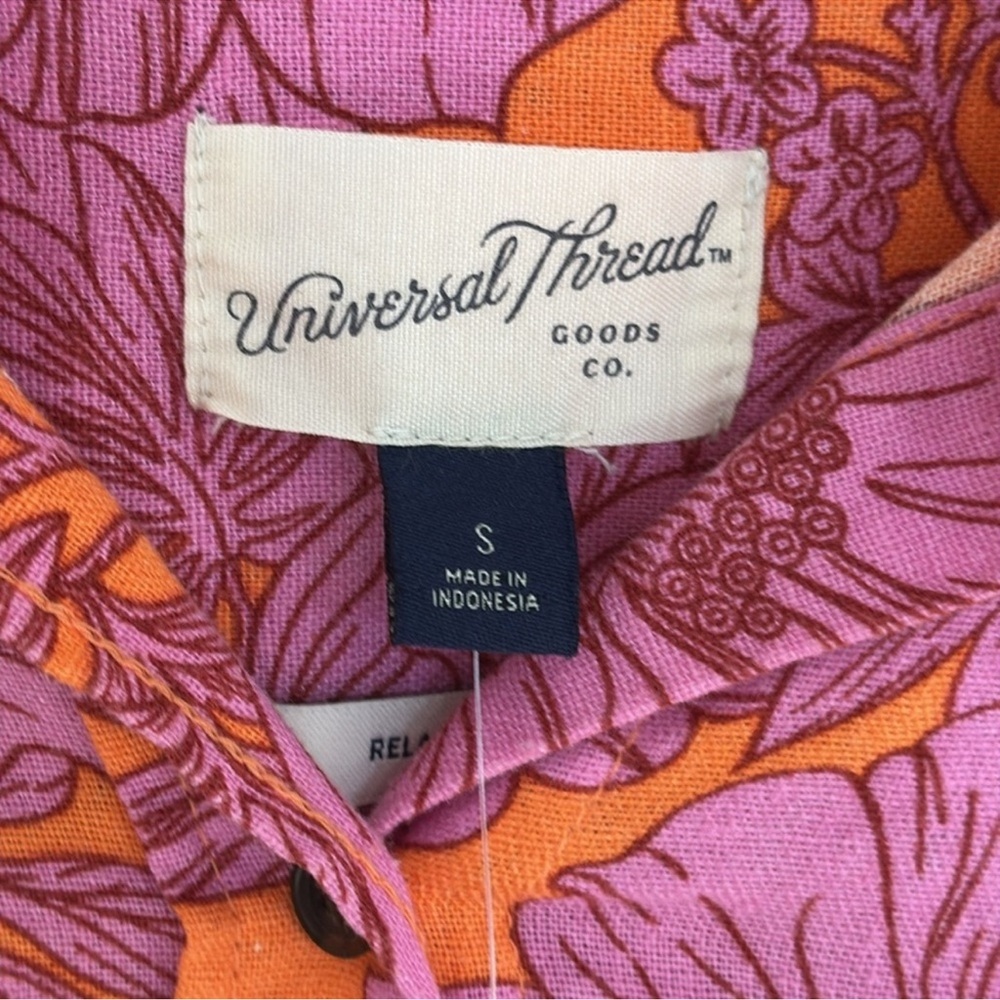 Universal Thread™
GOODS
CO.
S
MADE IN
INDONESIA